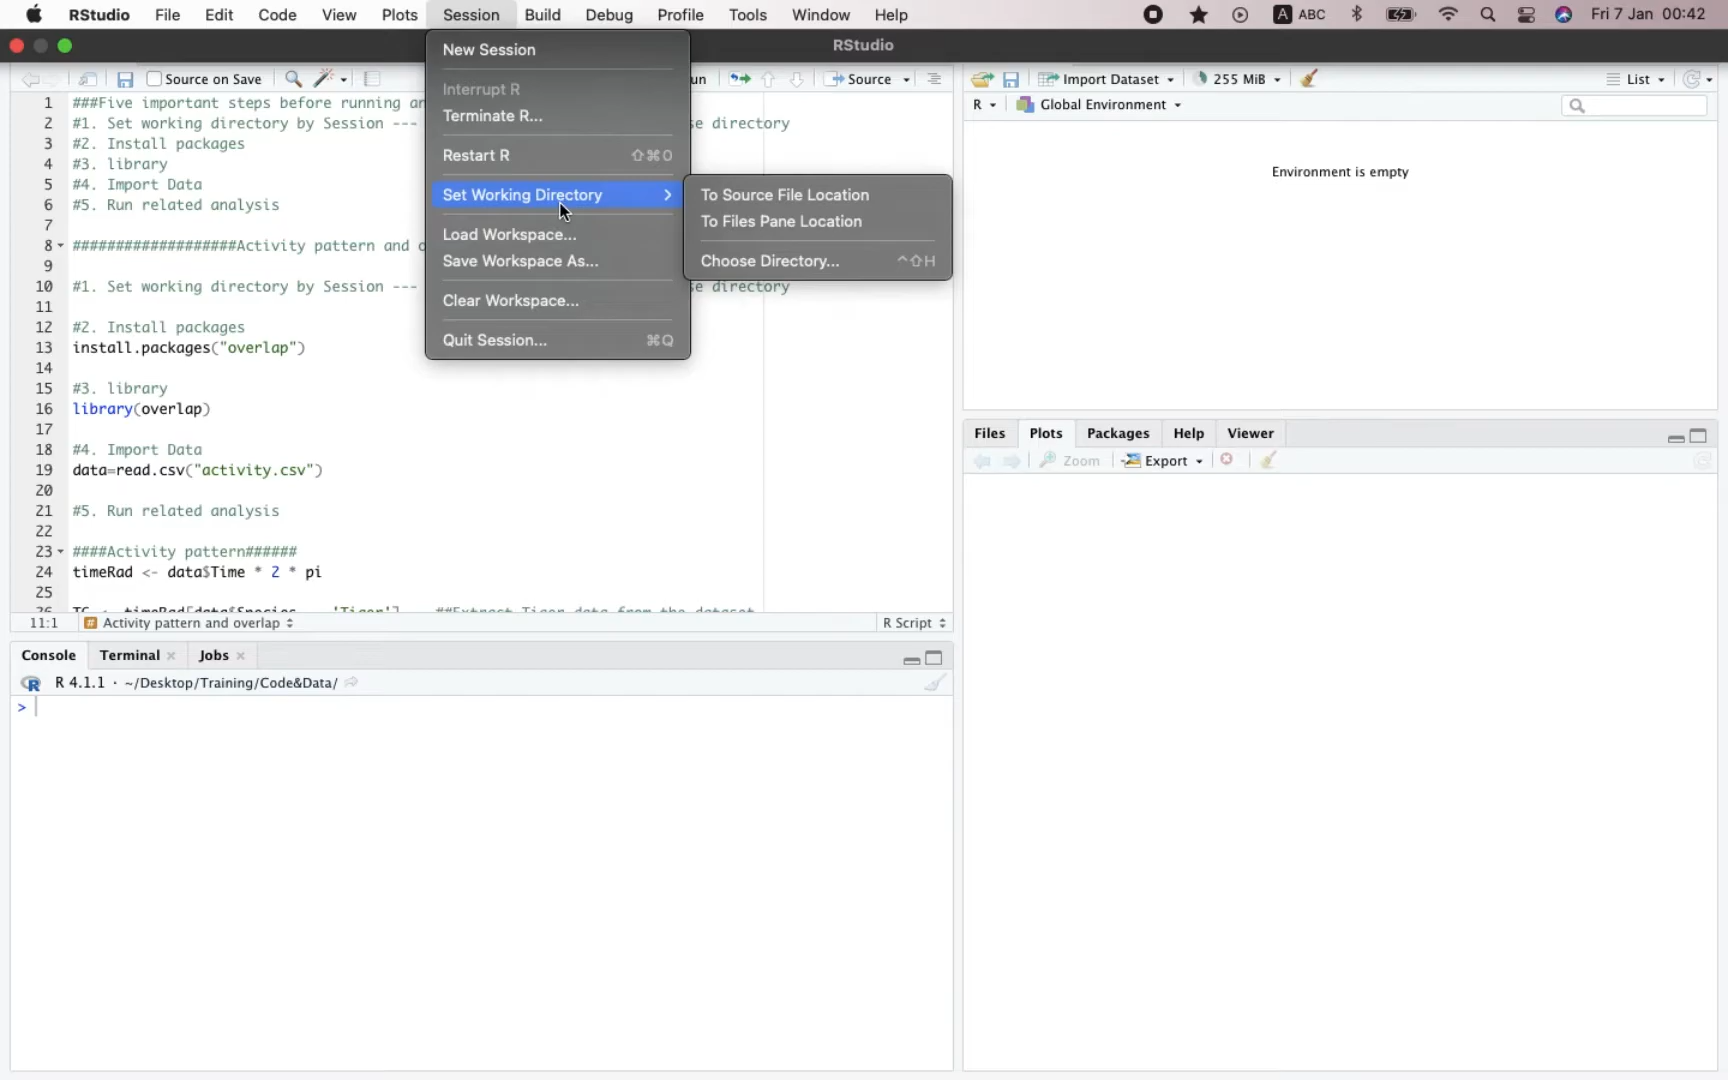 RStudio File Edit Code View Plots Session Build Debug Profile Tools Window Help A ABC Fri 7 Jan 00:42
RStudio
Source on Save
un
Source
New Session
Interrupt R
Terminate R...
Restart R ⇧⌘0
Set Working Directory
Load Workspace...
Save Workspace As...
Clear Workspace...
Quit Session... ⌘Q
To Source File Location
To Files Pane Location
Choose Directory... ^⇧H
1 ###Five important steps before running
2 #1. Set working directory by Session --- se directory
3 #2. Install packages
4 #3. library
5 #4. Import Data
6 #5. Run related analysis
7
8 ###################Activity pattern and
9
10 #1. Set working directory by Session --- se directory
11
12 #2. Install packages
13 install.packages("overlap")
14
15 #3. library
16 library(overlap)
17
18 #4. Import Data
19 data=read.csv("activity.csv")
20
21 #5. Run related analysis
22
23 ####Activity pattern######
24 timeRad <- data$Time * 2 * pi
25
11:1 # Activity pattern and overlap R Script
Console Terminal Jobs
R R 4.1.1 · ~/Desktop/Training/Code&Data/
>
Import Dataset 255 MiB List
R Global Environment
Environment is empty
Files Plots Packages Help Viewer
Zoom Export